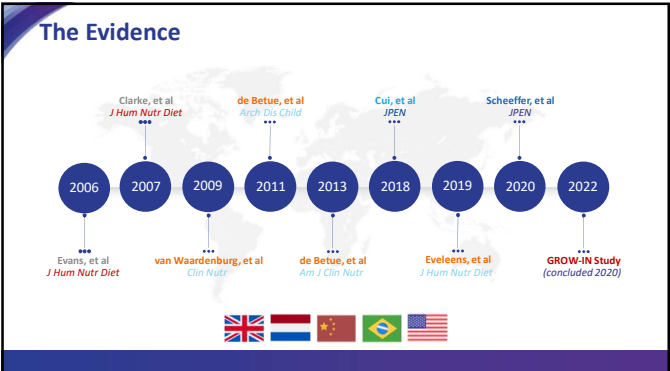 The Evidence
Clarke, et al
J Hum Nutr Diet
de Betue, et al
Arch Dis Child
Cui, et al
JPEN
Scheeffer, et al
JPEN
2006
2007
2009
2011
2013
2018
2019
2020
2022
Evans, et al
J Hum Nutr Diet
van Waardenburg, et al
Clin Nutr
de Betue, et al
Am J Clin Nutr
Eveleens, et al
J Hum Nutr Diet
GROW-IN Study
(concluded 2020)